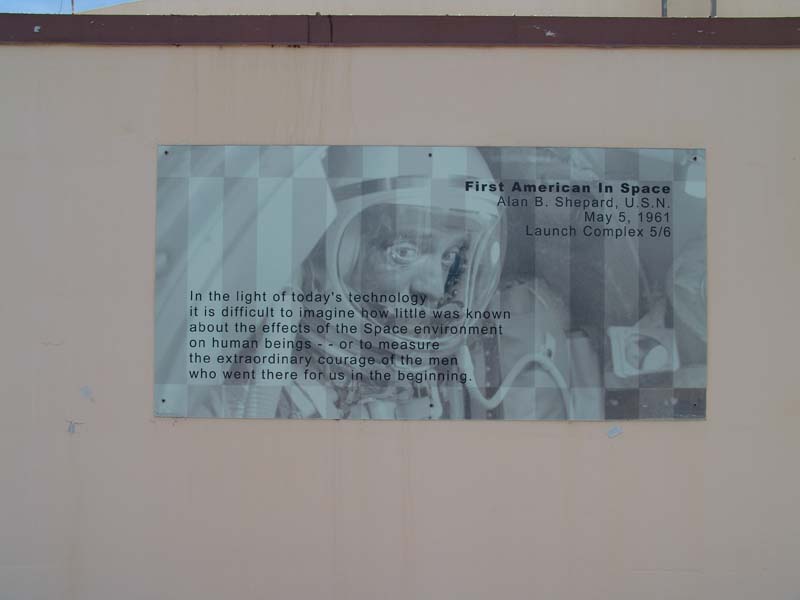 First American In Space
Alan B. Shepard, U.S.N.
May 5, 1961
Launch Complex 5/6
In the light of today's technology
it is difficult to imagine how little was known
about the effects of the Space environment
on human beings - - or to measure
the extraordinary courage of the men
who went there for us in the beginning.